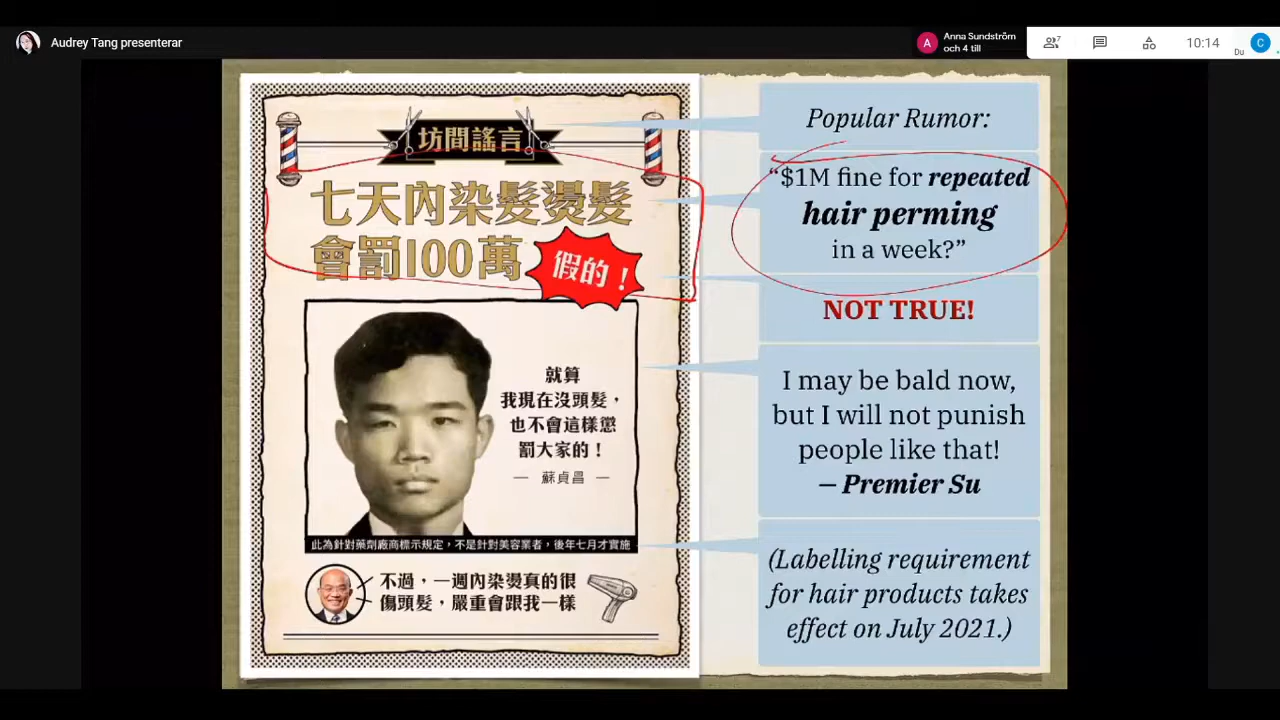 Audrey Tang presenterar
A
Anna Sundström
och 4 till
7
10:14
Du
C
坊間謠言
七天內染髮燙髮
會罰100萬
假的！
就算
我現在沒頭髮，
也不會這樣懲
罰大家的！
— 蘇貞昌 —
此為針對藥劑廠商標示規定，不是針對美容業者，後年七月才實施
不過，一週內染燙真的很
傷頭髮，嚴重會跟我一樣
Popular Rumor:
“$1M fine for repeated
hair perming
in a week?”
NOT TRUE!
I may be bald now,
but I will not punish
people like that!
— Premier Su
(Labelling requirement
for hair products takes
effect on July 2021.)